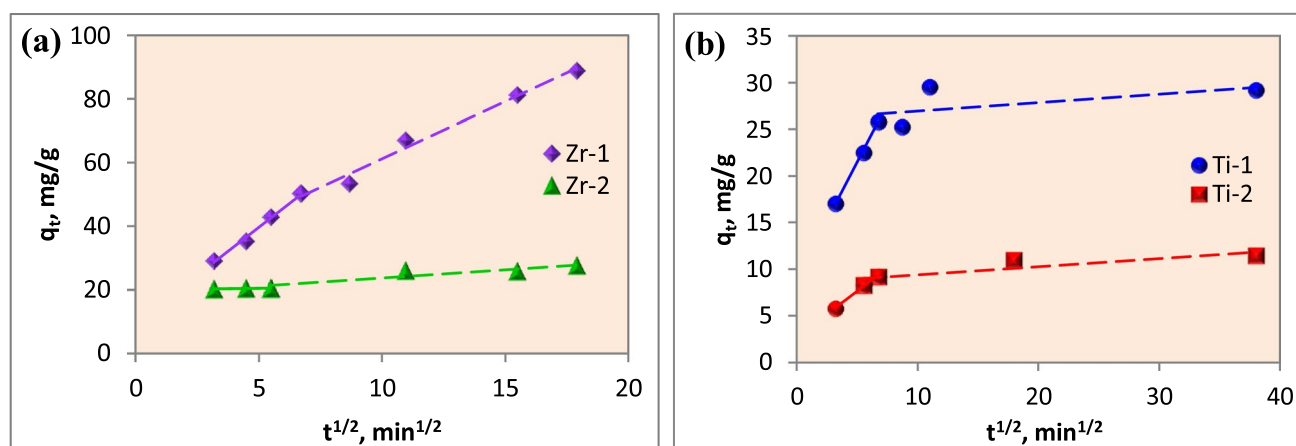 (a)
100
80
60
40
20
0
qt, mg/g
Zr-1
Zr-2
0 5 10 15 20
t1/2, min1/2
(b)
35
30
25
20
15
10
5
0
qt, mg/g
Ti-1
Ti-2
0 10 20 30 40
t1/2, min1/2